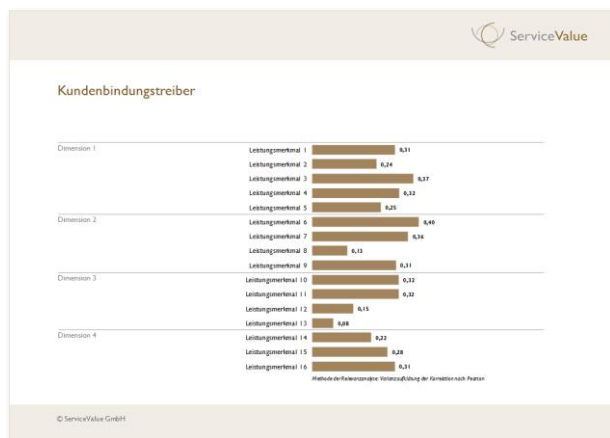 ServiceValue
Kundenbindungstreiber
Dimension 1
Leistungsmerkmal 1 0,31
Leistungsmerkmal 2 0,24
Leistungsmerkmal 3 0,37
Leistungsmerkmal 4 0,32
Leistungsmerkmal 5 0,25
Dimension 2
Leistungsmerkmal 6 0,40
Leistungsmerkmal 7 0,36
Leistungsmerkmal 8 0,13
Leistungsmerkmal 9 0,31
Dimension 3
Leistungsmerkmal 10 0,32
Leistungsmerkmal 11 0,32
Leistungsmerkmal 12 0,15
Leistungsmerkmal 13 0,08
Dimension 4
Leistungsmerkmal 14 0,22
Leistungsmerkmal 15 0,28
Leistungsmerkmal 16 0,31
Methode der Relevanzanalyse: Varianzaufklärung der Korrelation nach Pearson
© ServiceValue GmbH